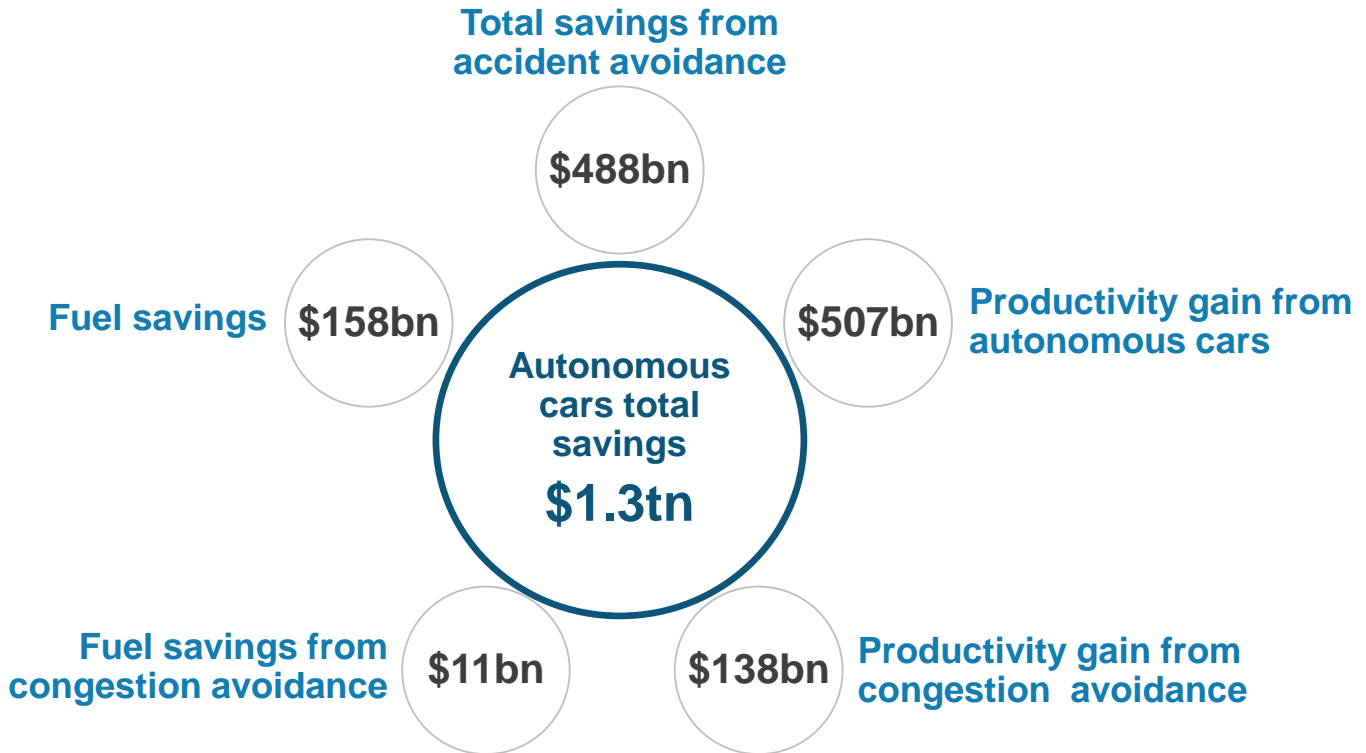 Total savings from
accident avoidance
$488bn
Fuel savings
$158bn
$507bn
Productivity gain from
autonomous cars
Autonomous
cars total
savings
$1.3tn
Fuel savings from
congestion avoidance
$11bn
$138bn
Productivity gain from
congestion  avoidance